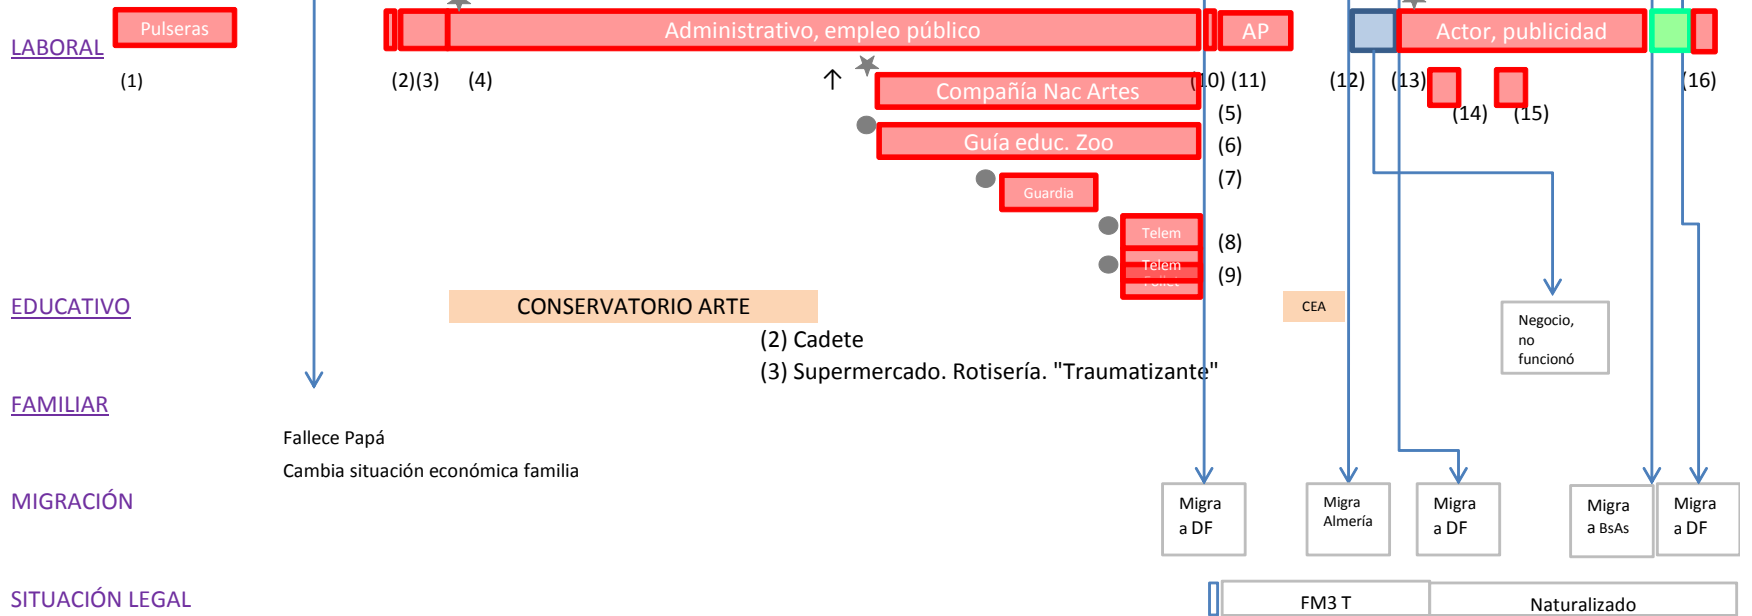 LABORAL
Pulseras
Administrativo, empleo público
AP
Actor, publicidad
(1)
(2)(3)
(4)
↑
(10) (11)
(12)
(13)
(16)
Compañía Nac Artes
(5)
(14)
(15)
Guía educ. Zoo
(6)
(7)
Guardia
Telem
(8)
Telem
(9)
Follet
EDUCATIVO
CONSERVATORIO ARTE
CEA
Negocio,
no
funcionó
(2) Cadete
(3) Supermercado. Rotisería. "Traumatizante"
FAMILIAR
Fallece Papá
Cambia situación económica familia
MIGRACIÓN
Migra
a DF
Migra
Almería
Migra
a DF
Migra
a BsAs
Migra
a DF
SITUACIÓN LEGAL
FM3 T
Naturalizado